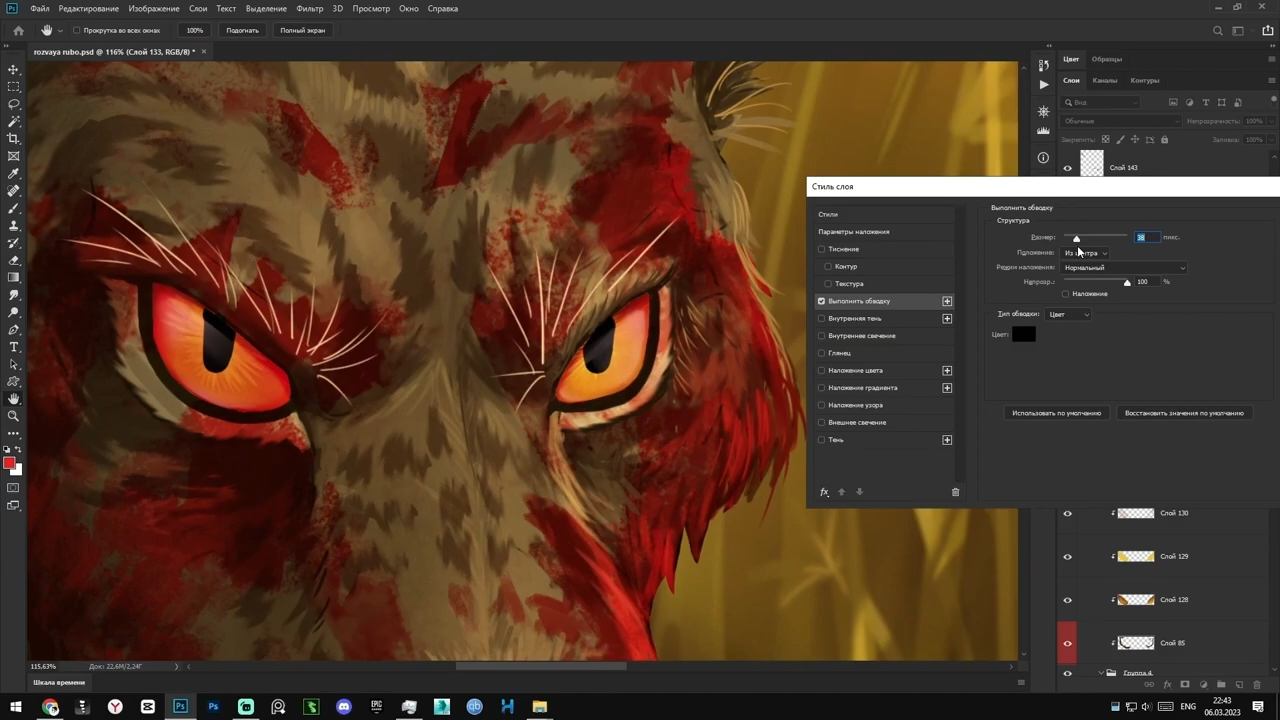 Ps Файл Редактирование Изображение Слои Текст Выделение Фильтр 3D Просмотр Окно Справка
Прокрутка во всех окнах 100% Подогнать Полный экран
rozvaya rubo.psd @ 116% (Слой 133, RGB/8) * ×
Цвет Образцы
Слои Каналы Контуры
Вид
Обычные Непрозрачность: 100%
Закрепить: Заливка: 100%
Слой 143
Стиль слоя
Стили
Параметры наложения
Тиснение
Контур
Текстура
Выполнить обводку
Внутренняя тень
Внутреннее свечение
Глянец
Наложение цвета
Наложение градиента
Наложение узора
Внешнее свечение
Тень
fx
Выполнить обводку
Структура
Размер: 38 пикс.
Положение: Из центра
Режим наложения: Нормальный
Непрозр.: 100 %
Наложение
Тип обводки: Цвет
Цвет:
Использовать по умолчанию Восстановить значения по умолчанию
Слой 130
Слой 129
Слой 128
Слой 85
Группа 4
115,63% Док: 22,6M/2,24Г
Шкала времени
ENG 22:43
06.03.2023